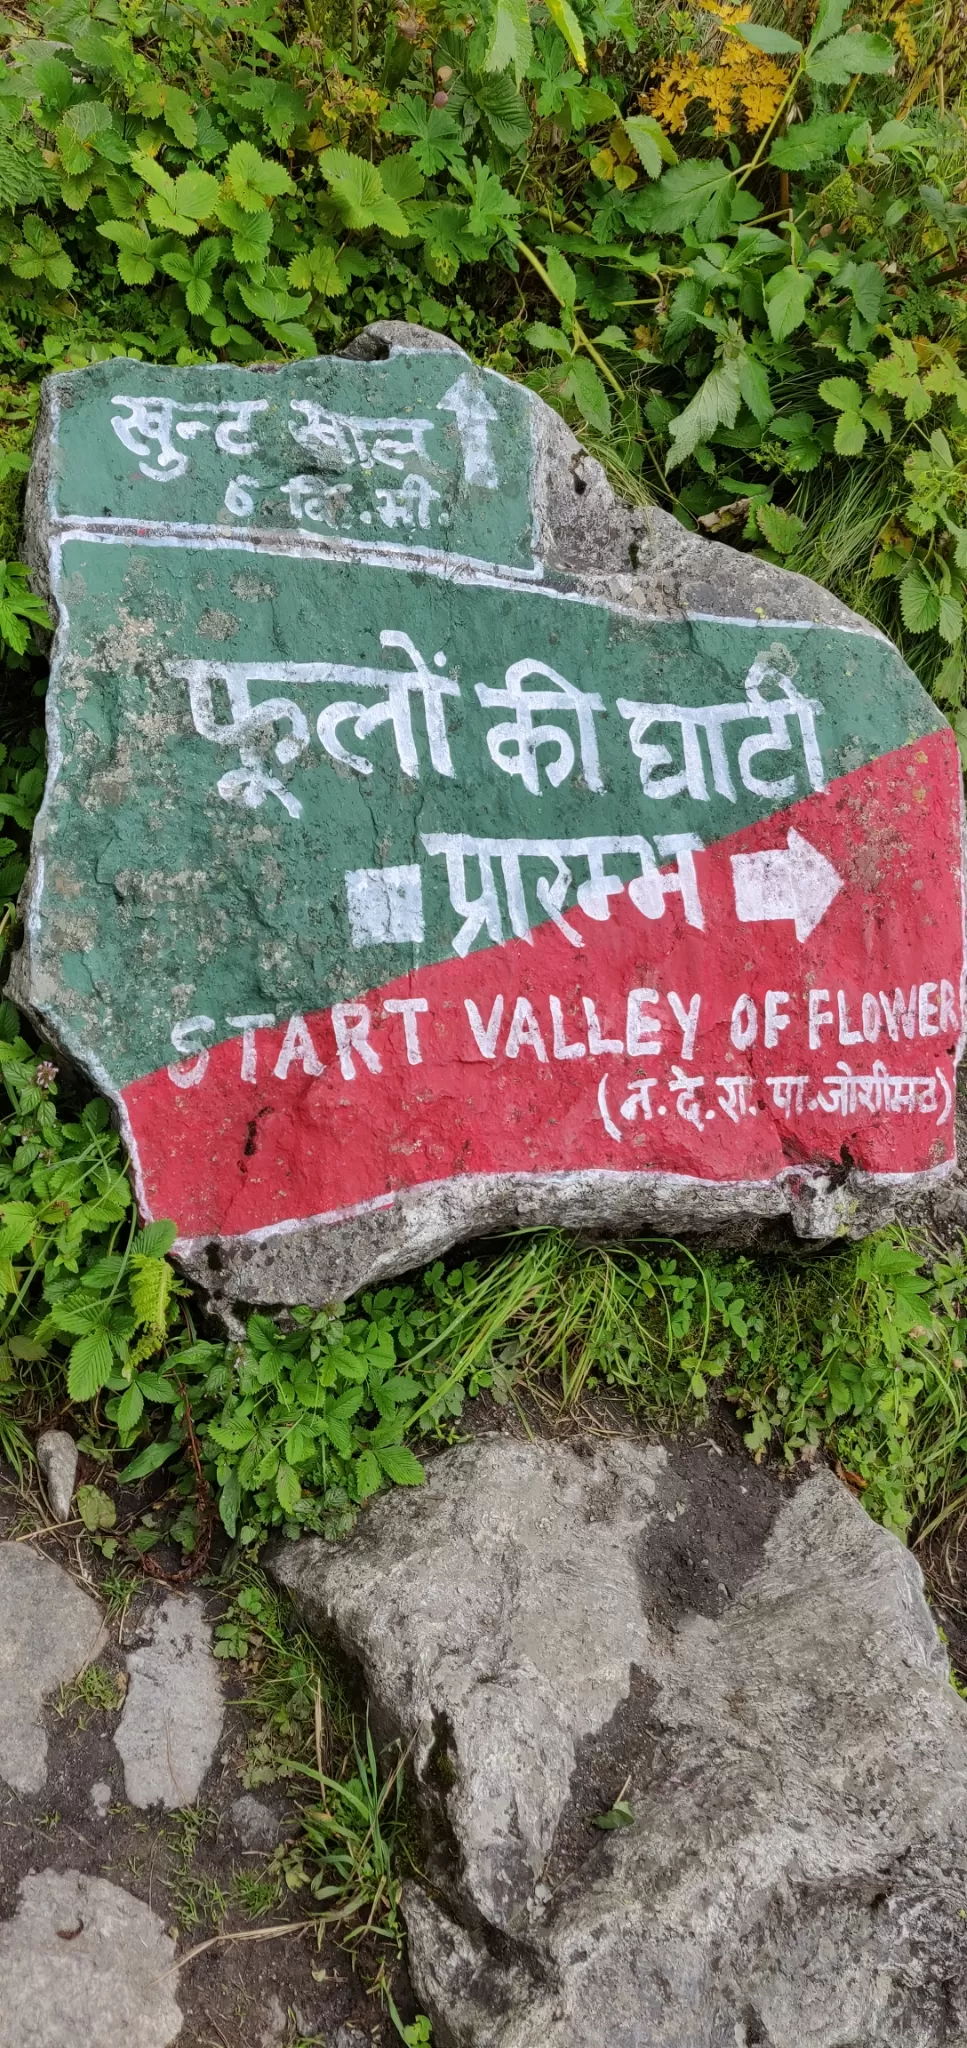 खुन्ट खाल
6 कि.मी.
फूलों की घाटी
प्रारम्भ
START VALLEY OF FLOWER
(न.दे.रा. पा.जोशीमठ)